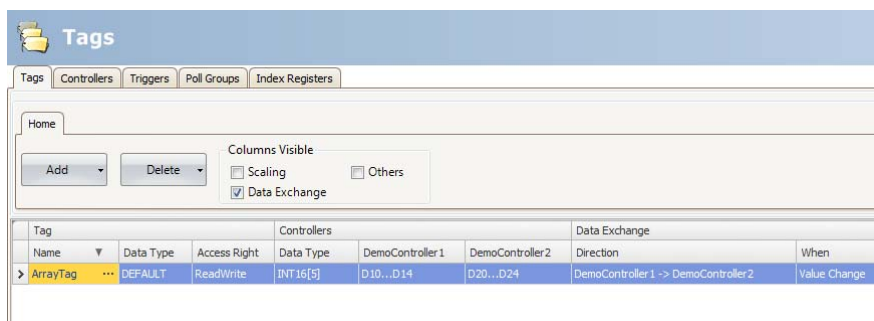 Tags
Tags Controllers Triggers Poll Groups Index Registers
Home
Columns Visible
Add Delete Scaling Others
Data Exchange
Tag Controllers Data Exchange
Name Data Type Access Right Data Type DemoController1 DemoController2 Direction When
ArrayTag ... DEFAULT ReadWrite INT16[5] D10...D14 D20...D24 DemoController1 -> DemoController2 Value Change